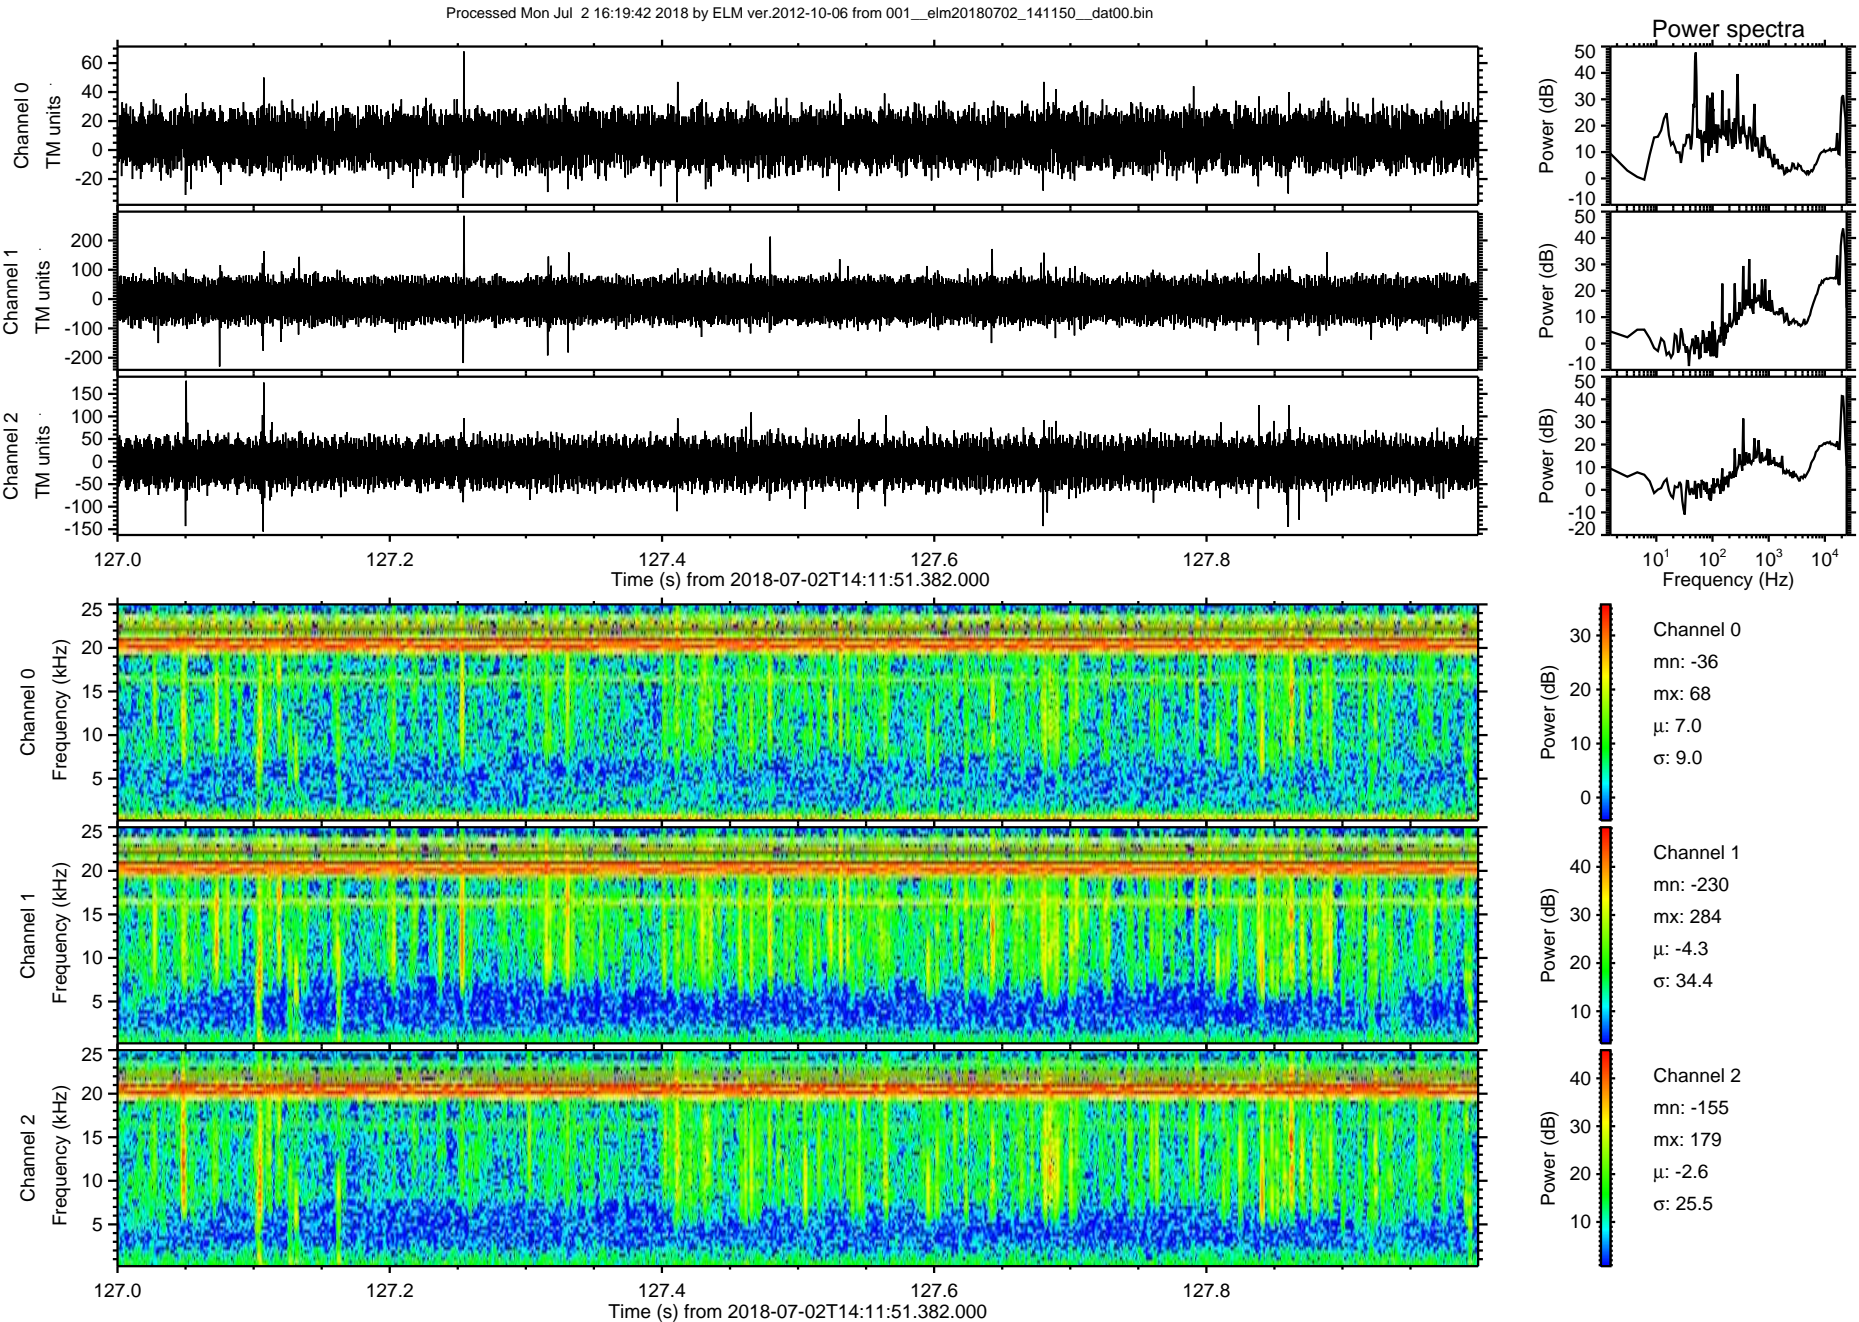 Processed Mon Jul  2 16:19:42 2018 by ELM ver.2012-10-06 from 001__elm20180702_141150__dat00.bin
Power spectra
Channel 0
TM units
60
40
20
0
-20
Power (dB)
50
40
30
20
10
0
-10
Channel 1
TM units
200
100
0
-100
-200
Power (dB)
50
40
30
20
10
0
-10
Channel 2
TM units
150
100
50
0
-50
-100
-150
Power (dB)
50
40
30
20
10
0
-10
-20
127.0 127.2 127.4 127.6 127.8
Time (s) from 2018-07-02T14:11:51.382.000
10^1 10^2 10^3 10^4
Frequency (Hz)
Channel 0
Frequency (kHz)
25
20
15
10
5
Power (dB)
30
20
10
0
Channel 0
mn: -36
mx: 68
μ: 7.0
σ: 9.0
Channel 1
Frequency (kHz)
25
20
15
10
5
Power (dB)
40
30
20
10
Channel 1
mn: -230
mx: 284
μ: -4.3
σ: 34.4
Channel 2
Frequency (kHz)
25
20
15
10
5
Power (dB)
40
30
20
10
Channel 2
mn: -155
mx: 179
μ: -2.6
σ: 25.5
127.0 127.2 127.4 127.6 127.8
Time (s) from 2018-07-02T14:11:51.382.000